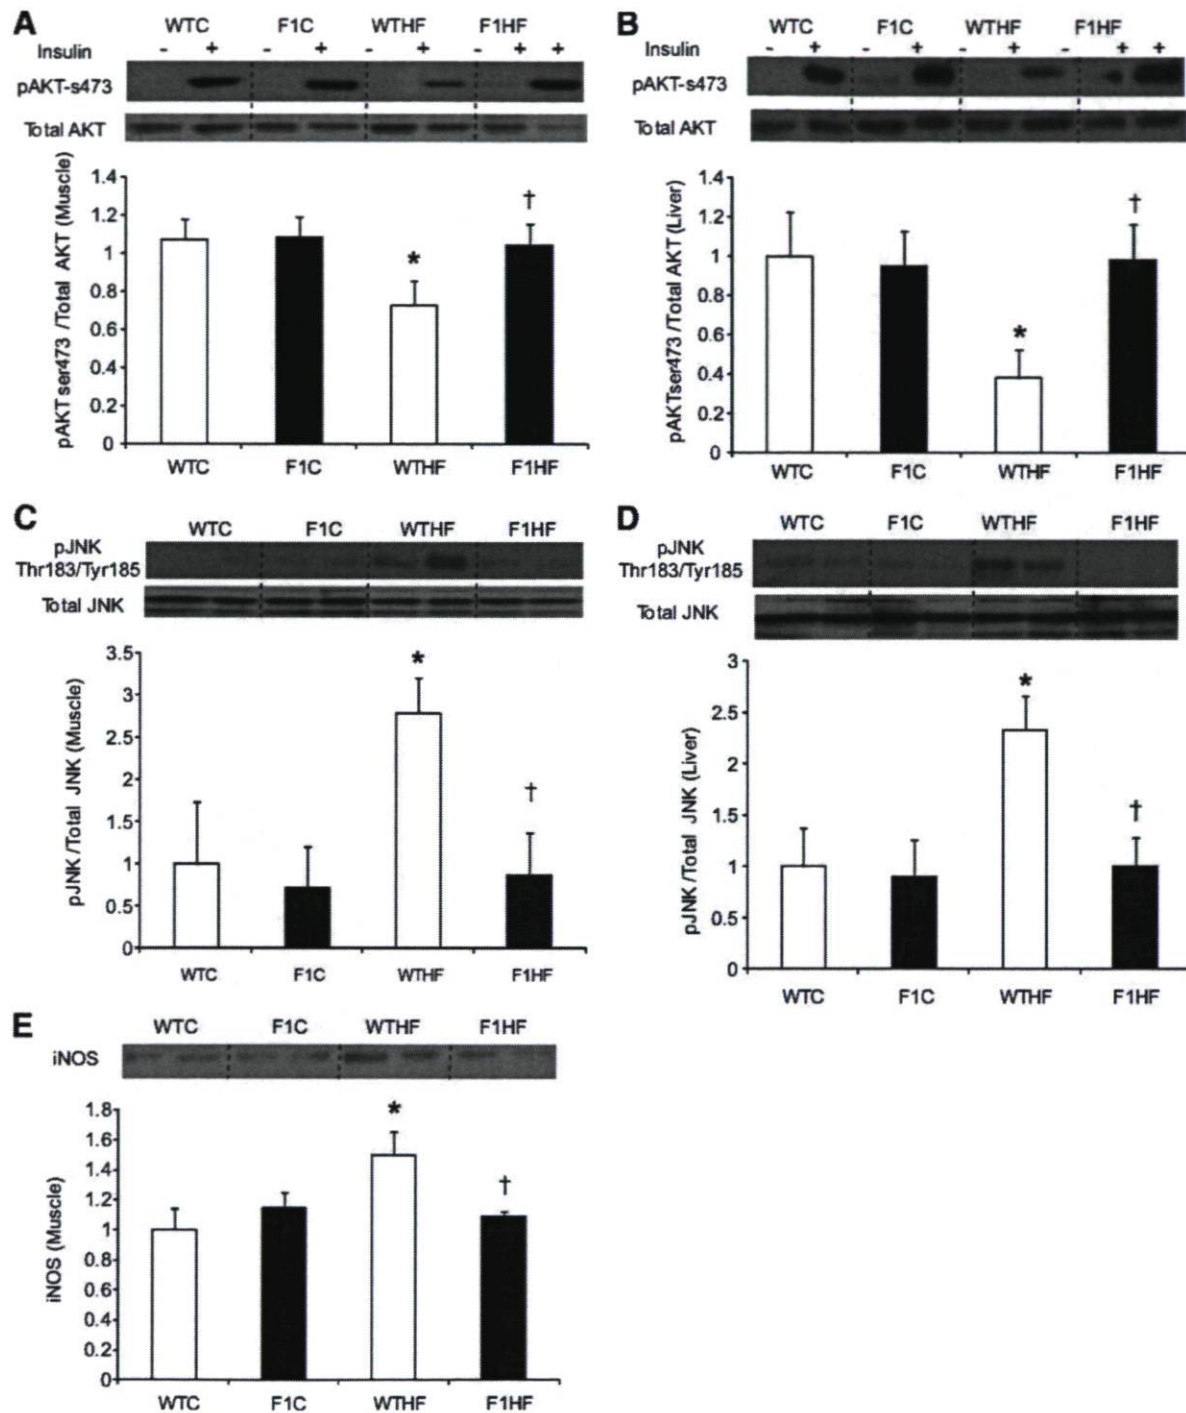 A
WTC F1C WTHF F1HF
Insulin - + - + - + - + +
pAKT-s473
Total AKT
pAKTser473 /Total AKT (Muscle)
1.4
1.2
1
0.8
0.6
0.4
0.2
0
*
†
WTC F1C WTHF F1HF
B
WTC F1C WTHF F1HF
Insulin - + - + - + - + +
pAKT-s473
Total AKT
pAKTser473 /Total AKT (Liver)
1.4
1.2
1
0.8
0.6
0.4
0.2
0
*
†
WTC F1C WTHF F1HF
C
WTC F1C WTHF F1HF
pJNK
Thr183/Tyr185
Total JNK
pJNK /Total JNK (Muscle)
3.5
3
2.5
2
1.5
1
0.5
0
*
†
WTC F1C WTHF F1HF
D
WTC F1C WTHF F1HF
pJNK
Thr183/Tyr185
Total JNK
pJNK /Total JNK (Liver)
3
2.5
2
1.5
1
0.5
0
*
†
WTC F1C WTHF F1HF
E
WTC F1C WTHF F1HF
iNOS
iNOS (Muscle)
1.8
1.6
1.4
1.2
1
0.8
0.6
0.4
0.2
0
*
†
WTC F1C WTHF F1HF